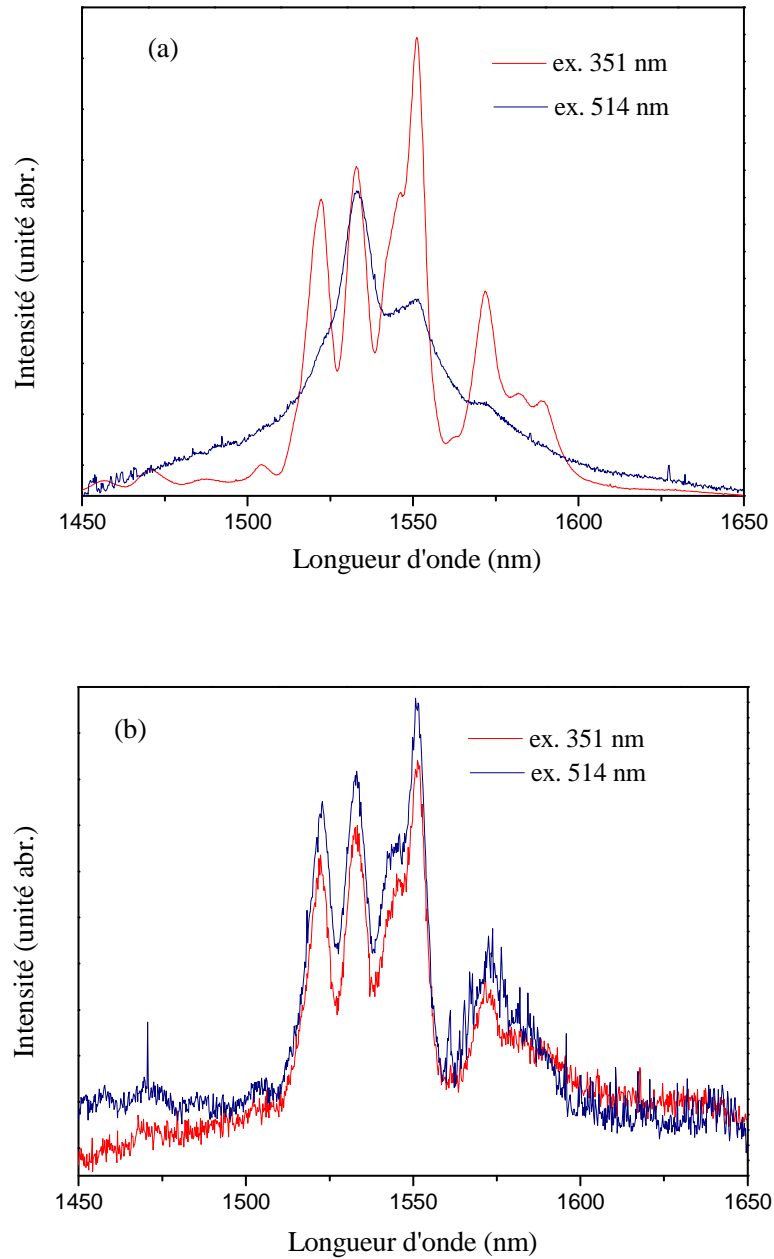 (a)
ex. 351 nm
ex. 514 nm
Intensité (unité abr.)
1450 1500 1550 1600 1650
Longueur d'onde (nm)
(b)
ex. 351 nm
ex. 514 nm
Intensité (unité abr.)
1450 1500 1550 1600 1650
Longueur d'onde (nm)